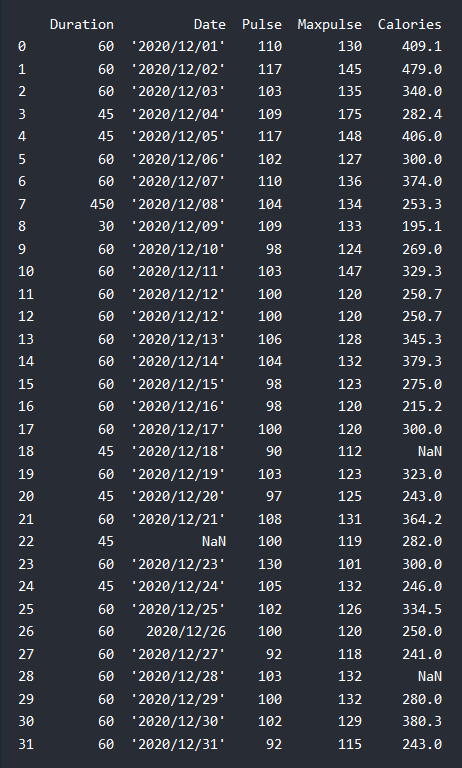 Duration Date Pulse Maxpulse Calories
0 60 '2020/12/01' 110 130 409.1
1 60 '2020/12/02' 117 145 479.0
2 60 '2020/12/03' 103 135 340.0
3 45 '2020/12/04' 109 175 282.4
4 45 '2020/12/05' 117 148 406.0
5 60 '2020/12/06' 102 127 300.0
6 60 '2020/12/07' 110 136 374.0
7 450 '2020/12/08' 104 134 253.3
8 30 '2020/12/09' 109 133 195.1
9 60 '2020/12/10' 98 124 269.0
10 60 '2020/12/11' 103 147 329.3
11 60 '2020/12/12' 100 120 250.7
12 60 '2020/12/12' 100 120 250.7
13 60 '2020/12/13' 106 128 345.3
14 60 '2020/12/14' 104 132 379.3
15 60 '2020/12/15' 98 123 275.0
16 60 '2020/12/16' 98 120 215.2
17 60 '2020/12/17' 100 120 300.0
18 45 '2020/12/18' 90 112 NaN
19 60 '2020/12/19' 103 123 323.0
20 45 '2020/12/20' 97 125 243.0
21 60 '2020/12/21' 108 131 364.2
22 45 NaN 100 119 282.0
23 60 '2020/12/23' 130 101 300.0
24 45 '2020/12/24' 105 132 246.0
25 60 '2020/12/25' 102 126 334.5
26 60 2020/12/26 100 120 250.0
27 60 '2020/12/27' 92 118 241.0
28 60 '2020/12/28' 103 132 NaN
29 60 '2020/12/29' 100 132 280.0
30 60 '2020/12/30' 102 129 380.3
31 60 '2020/12/31' 92 115 243.0